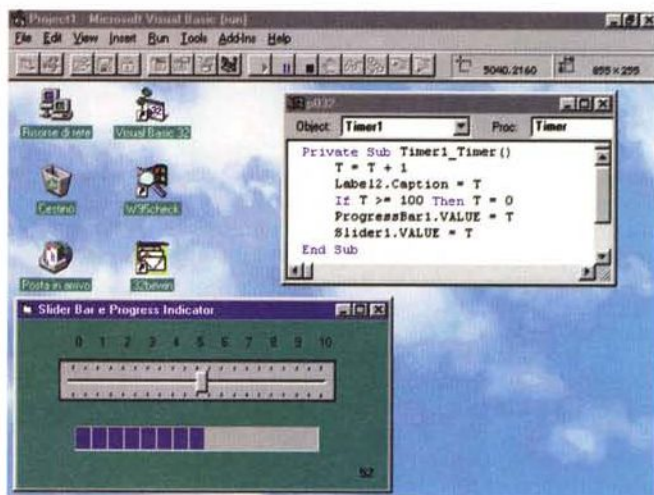 Project1 - Microsoft Visual Basic [run]
File Edit View Insert Run Tools Add-Ins Help
5040,2160 855 × 255
Risorse di rete
Visual Basic 32
Cestino
W95check
Posta in arrivo
32bitwin
p032
Object: Timer1 Proc: Timer
Private Sub Timer1_Timer()
T = T + 1
Label2.Caption = T
If T >= 100 Then T = 0
ProgressBar1.VALUE = T
Slider1.VALUE = T
End Sub
Slider Bar e Progress Indicator
0 1 2 3 4 5 6 7 8 9 10
52